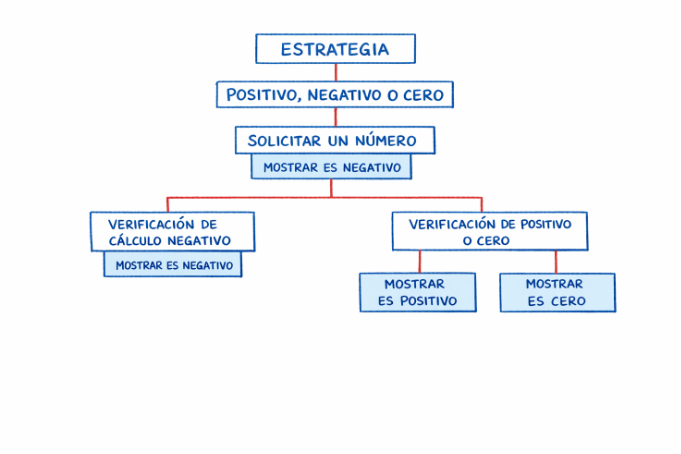 ESTRATEGIA
POSITIVO, NEGATIVO O CERO
SOLICITAR UN NÚMERO
MOSTRAR ES NEGATIVO
VERIFICACIÓN DE
CÁLCULO NEGATIVO
MOSTRAR ES NEGATIVO
VERIFICACIÓN DE POSITIVO
O CERO
MOSTRAR
ES POSITIVO
MOSTRAR
ES CERO